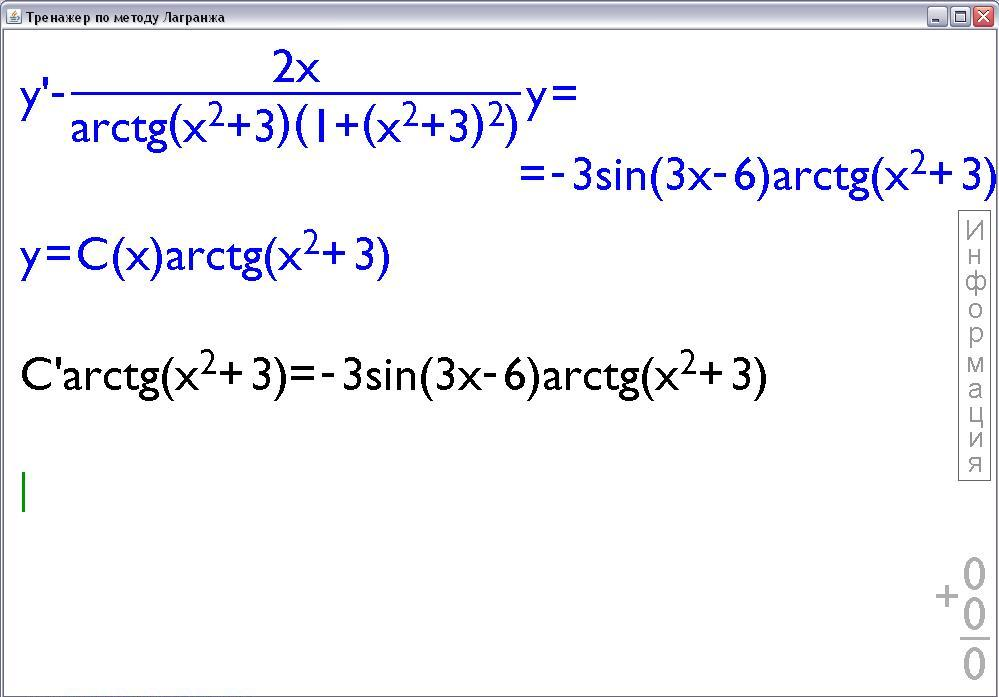 Тренажер по методу Лагранжа
y'-2x/arctg(x²+3)(1+(x²+3)²)y=
=-3sin(3x-6)arctg(x²+3)
y=C(x)arctg(x²+3)
C'arctg(x²+3)=-3sin(3x-6)arctg(x²+3)
Информация
0
+0
0